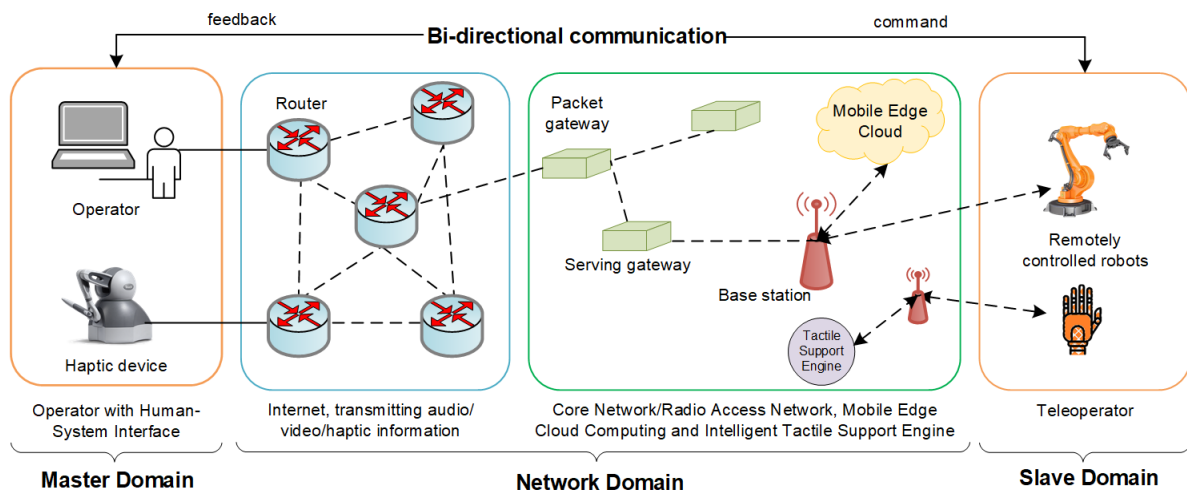 feedback
Bi-directional communication
command
Operator
Haptic device
Router
Packet
gateway
Serving gateway
Mobile Edge
Cloud
Base station
Tactile
Support
Engine
Remotely
controlled robots
Operator with Human-
System Interface
Internet, transmitting audio/
video/haptic information
Core Network/Radio Access Network, Mobile Edge
Cloud Computing and Intelligent Tactile Support Engine
Teleoperator
Master Domain
Network Domain
Slave Domain